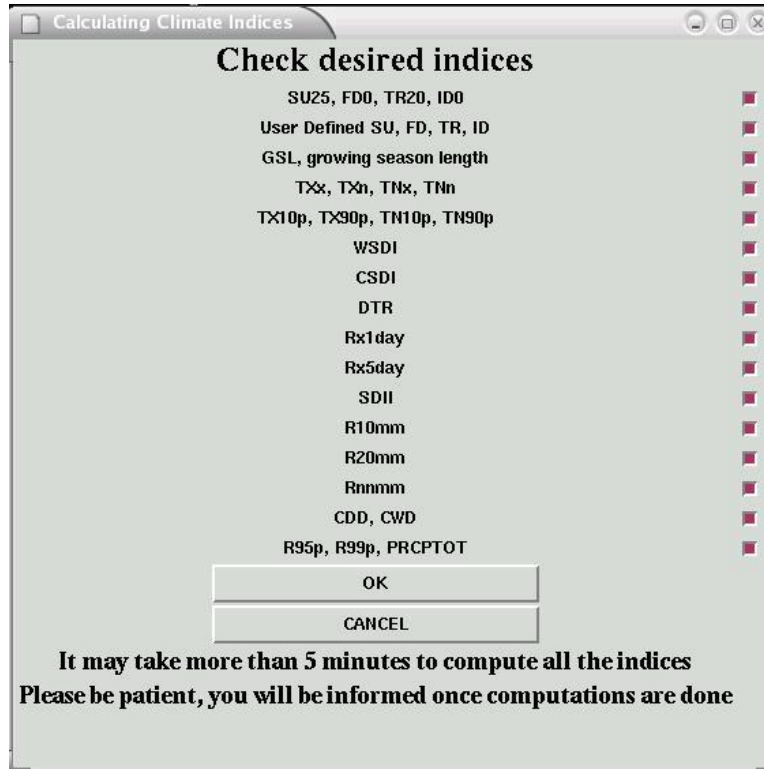 Calculating Climate Indices
Check desired indices
SU25, FD0, TR20, ID0
User Defined SU, FD, TR, ID
GSL, growing season length
TXx, TXn, TNx, TNn
TX10p, TX90p, TN10p, TN90p
WSDI
CSDI
DTR
Rx1day
Rx5day
SDII
R10mm
R20mm
Rnnmm
CDD, CWD
R95p, R99p, PRCPTOT
OK
CANCEL
It may take more than 5 minutes to compute all the indices
Please be patient, you will be informed once computations are done